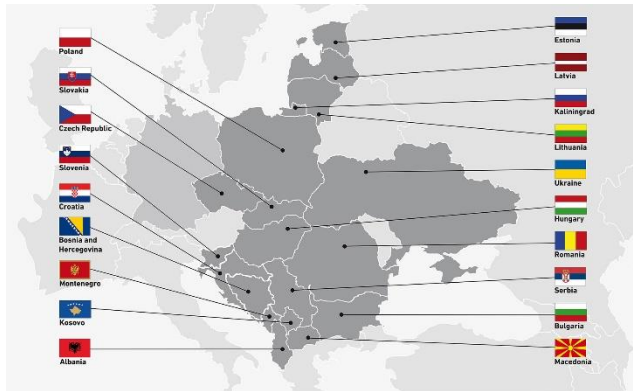 Poland
Slovakia
Czech Republic
Slovenia
Croatia
Bosnia and
Hercegovina
Montenegro
Kosovo
Albania
Estonia
Latvia
Kaliningrad
Lithuania
Ukraine
Hungary
Romania
Serbia
Bulgaria
Macedonia